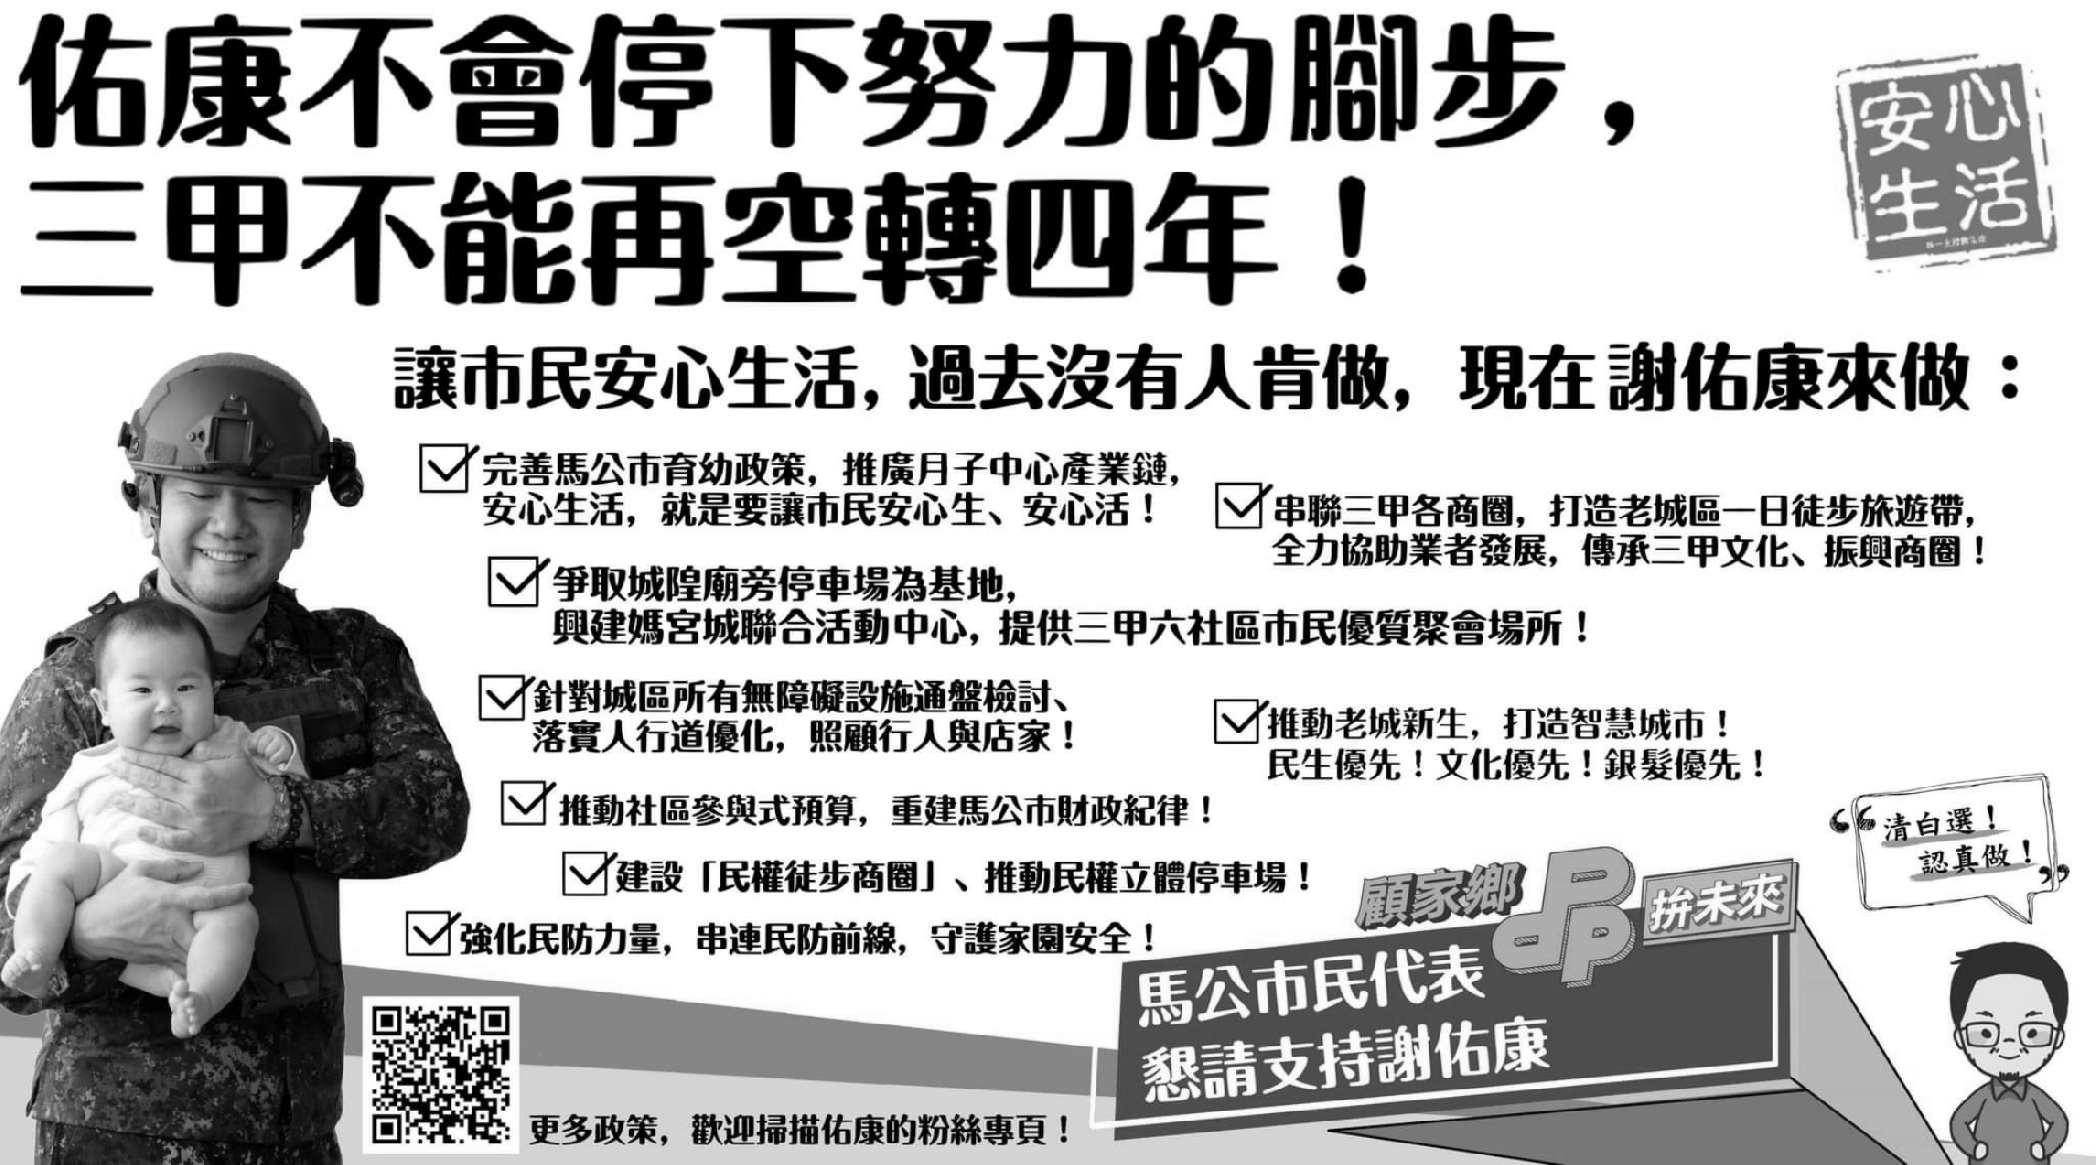 佑康不會停下努力的腳步，
三甲不能再空轉四年！
安心
生活
讓市民安心生活，過去沒有人肯做，現在謝佑康來做：
完善馬公市育幼政策，推廣月子中心產業鏈，
安心生活，就是要讓市民安心生、安心活！
串聯三甲各商圈，打造老城區一日徒步旅遊帶，
全力協助業者發展，傳承三甲文化、振興商圈！
爭取城隍廟旁停車場為基地，
興建媽宮城聯合活動中心，提供三甲六社區市民優質聚會場所！
針對城區所有無障礙設施通盤檢討、
落實人行道優化，照顧行人與店家！
推動老城新生，打造智慧城市！
民生優先！文化優先！銀髮優先！
推動社區參與式預算，重建馬公市財政紀律！
建設「民權徒步商圈」、推動民權立體停車場！
強化民防力量，串連民防前線，守護家園安全！
清白選！
認真做！
顧家鄉 DPP 拚未來
馬公市民代表
懇請支持謝佑康
更多政策，歡迎掃描佑康的粉絲專頁！